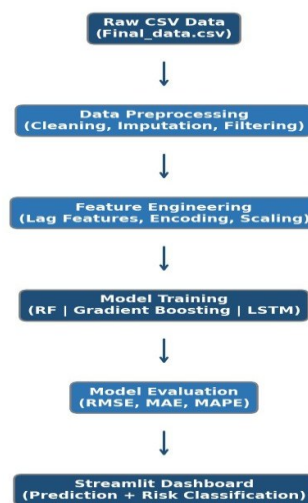 Raw CSV Data
(Final_data.csv)
Data Preprocessing
(Cleaning, Imputation, Filtering)
Feature Engineering
(Lag Features, Encoding, Scaling)
Model Training
(RF | Gradient Boosting | LSTM)
Model Evaluation
(RMSE, MAE, MAPE)
Streamlit Dashboard
(Prediction + Risk Classification)